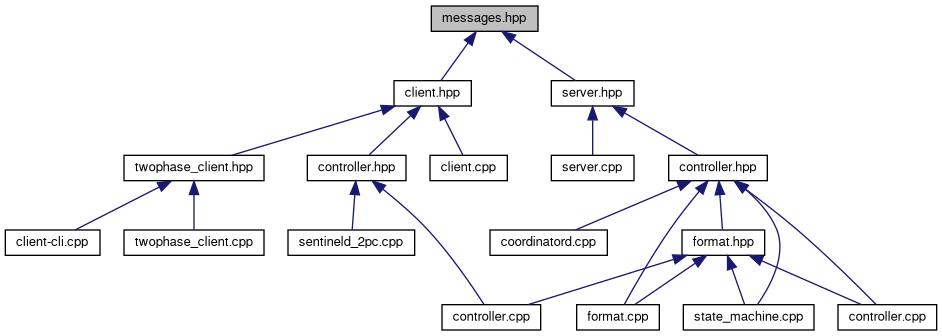 messages.hpp
client.hpp
server.hpp
twophase_client.hpp
controller.hpp
client.cpp
server.cpp
controller.hpp
client-cli.cpp
twophase_client.cpp
sentineld_2pc.cpp
coordinatord.cpp
format.hpp
controller.cpp
format.cpp
state_machine.cpp
controller.cpp